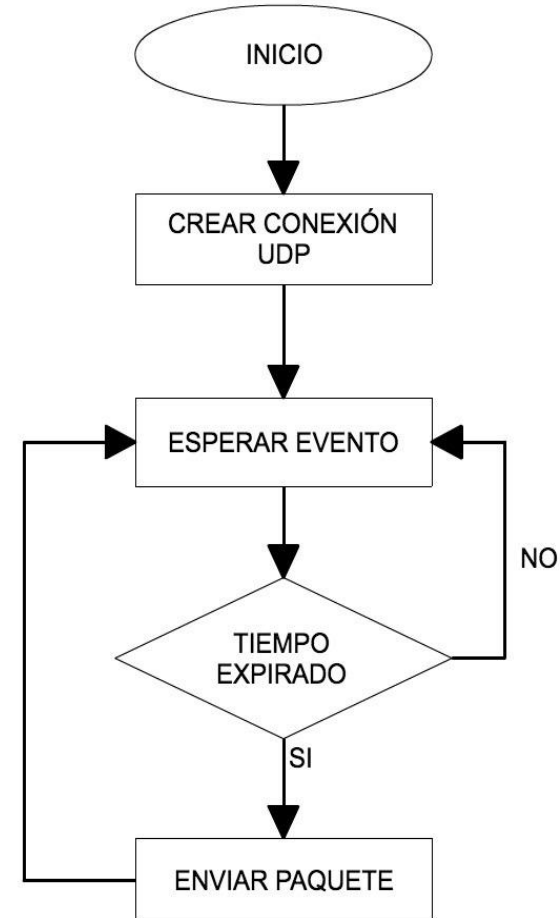 INICIO
CREAR CONEXIÓN
UDP
ESPERAR EVENTO
NO
TIEMPO
EXPIRADO
SI
ENVIAR PAQUETE